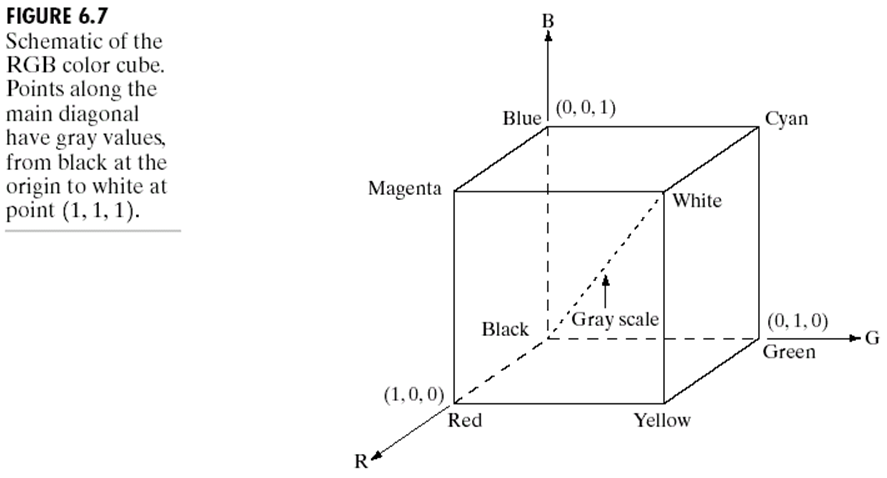 FIGURE 6.7
Schematic of the
RGB color cube.
Points along the
main diagonal
have gray values,
from black at the
origin to white at
point (1, 1, 1).
B
Blue
(0, 0, 1)
Cyan
Magenta
White
Black
Gray scale
(0, 1, 0)
G
Green
(1, 0, 0)
Red
Yellow
R